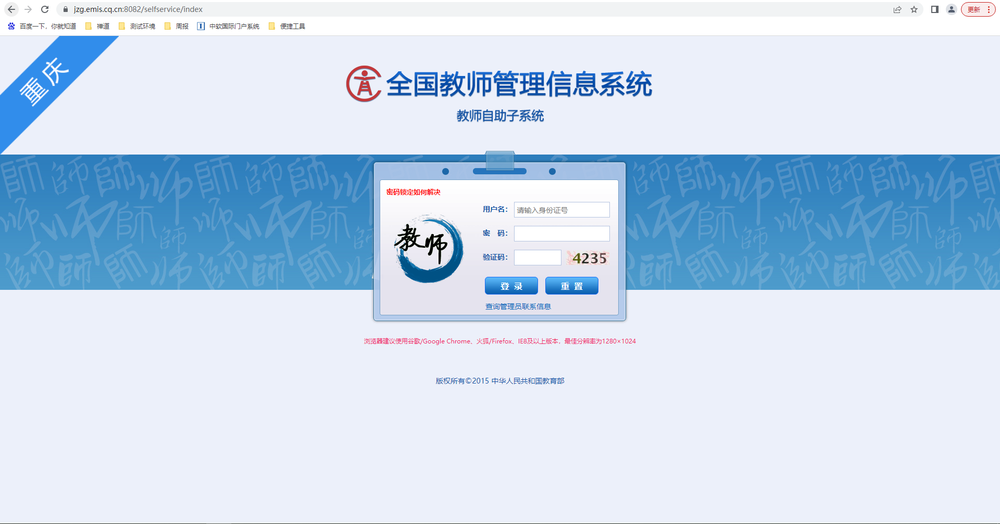 jzg.emis.cq.cn:8082/selfservice/index
更新
百度一下，你就知道 禅道 测试环境 周报 I 中软国际门户系统 便捷工具
重庆
全国教师管理信息系统
教师自助子系统
密码锁定如何解决
用户名： 请输入身份证号
教师
密 码：
验证码： 4235
登 录 重 置
查询管理员联系信息
浏览器建议使用谷歌/Google Chrome、火狐/Firefox、IE8及以上版本，最佳分辨率为1280×1024
版权所有©2015 中华人民共和国教育部